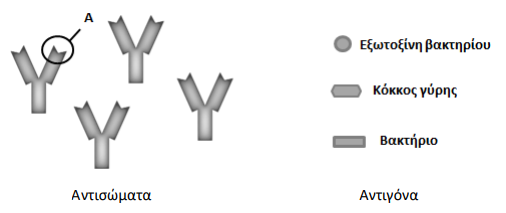 Α
Εξωτοξίνη βακτηρίου
Κόκκος γύρης
Βακτήριο
Αντισώματα
Αντιγόνα